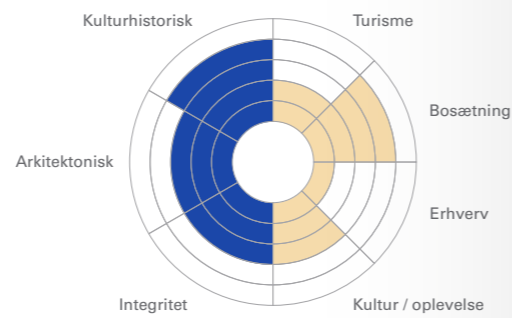 Kulturhistorisk
Turisme
Bosætning
Arkitektonisk
Erhverv
Integritet
Kultur / oplevelse